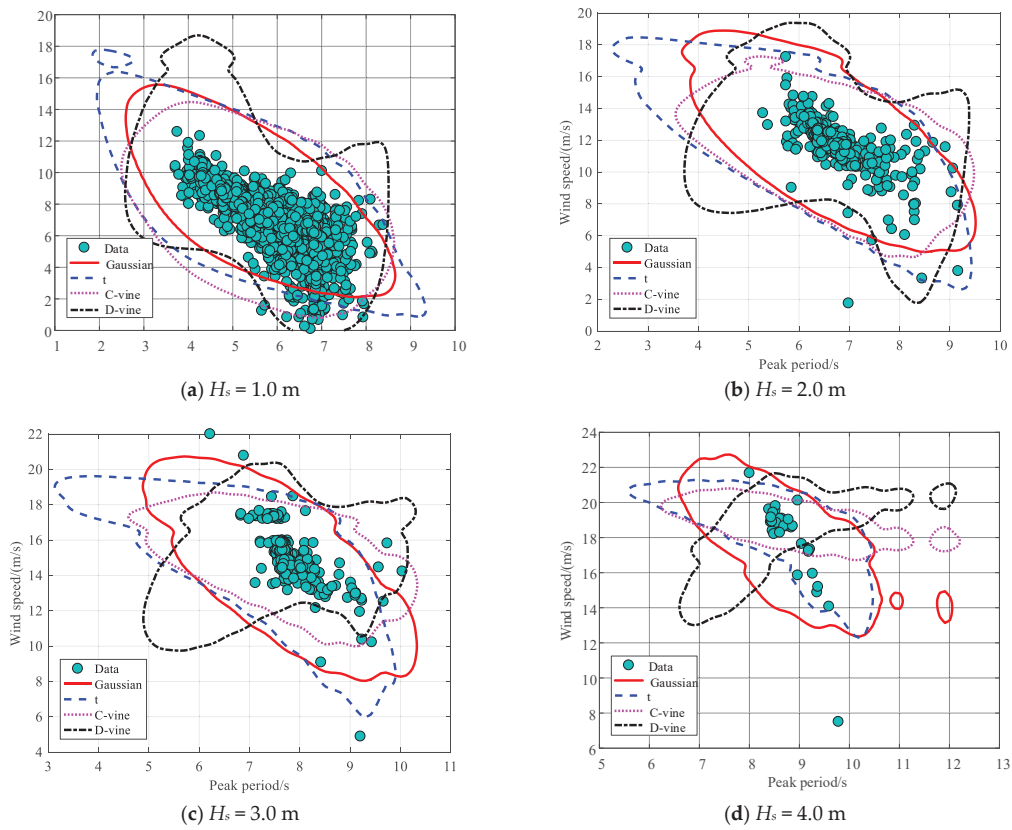 20
18
16
14
12
10
8
6
4
2
0
Data
Gaussian
t
C-vine
D-vine
1 2 3 4 5 6 7 8 9 10
(a) Hs = 1.0 m
Wind speed/(m/s)
20
18
16
14
12
10
8
6
4
2
0
Data
Gaussian
t
C-vine
D-vine
2 3 4 5 6 7 8 9 10
Peak period/s
(b) Hs = 2.0 m
Wind speed/(m/s)
22
20
18
16
14
12
10
8
6
4
Data
Gaussian
t
C-vine
D-vine
3 4 5 6 7 8 9 10 11
Peak period/s
(c) Hs = 3.0 m
Wind speed/(m/s)
24
22
20
18
16
14
12
10
8
6
Data
Gaussian
t
C-vine
D-vine
5 6 7 8 9 10 11 12 13
Peak period/s
(d) Hs = 4.0 m